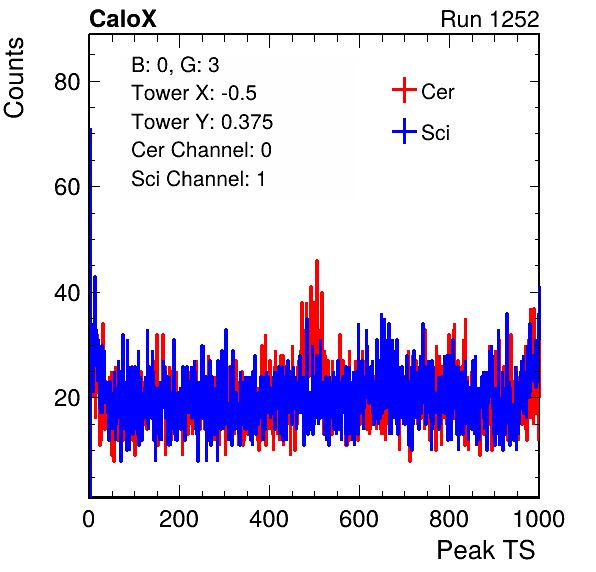 CaloX Run 1252
Counts
B: 0, G: 3
Tower X: -0.5
Tower Y: 0.375
Cer Channel: 0
Sci Channel: 1
Cer
Sci
80
60
40
20
0 200 400 600 800 1000
Peak TS